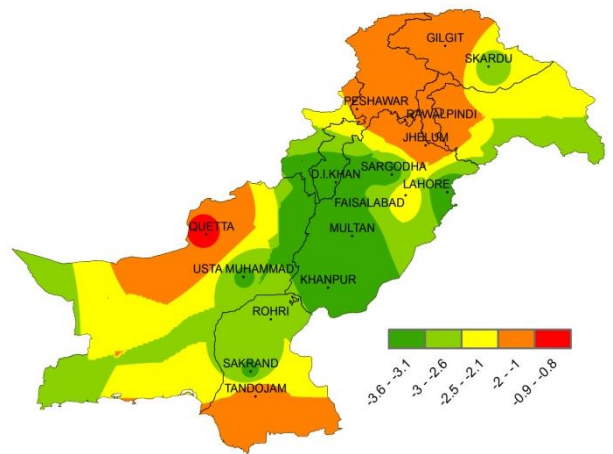 GILGIT
SKARDU
PESHAWAR
RAWALPINDI
JHELUM
SARGODHA
D.I.KHAN
LAHORE
FAISALABAD
QUETTA
MULTAN
USTA MUHAMMAD
KHANPUR
ROHRI
SAKRAND
TANDOJAM
-3.6 - -3.1
-3 - -2.6
-2.5 - -2.1
-2 - -1
-0.9 - -0.8